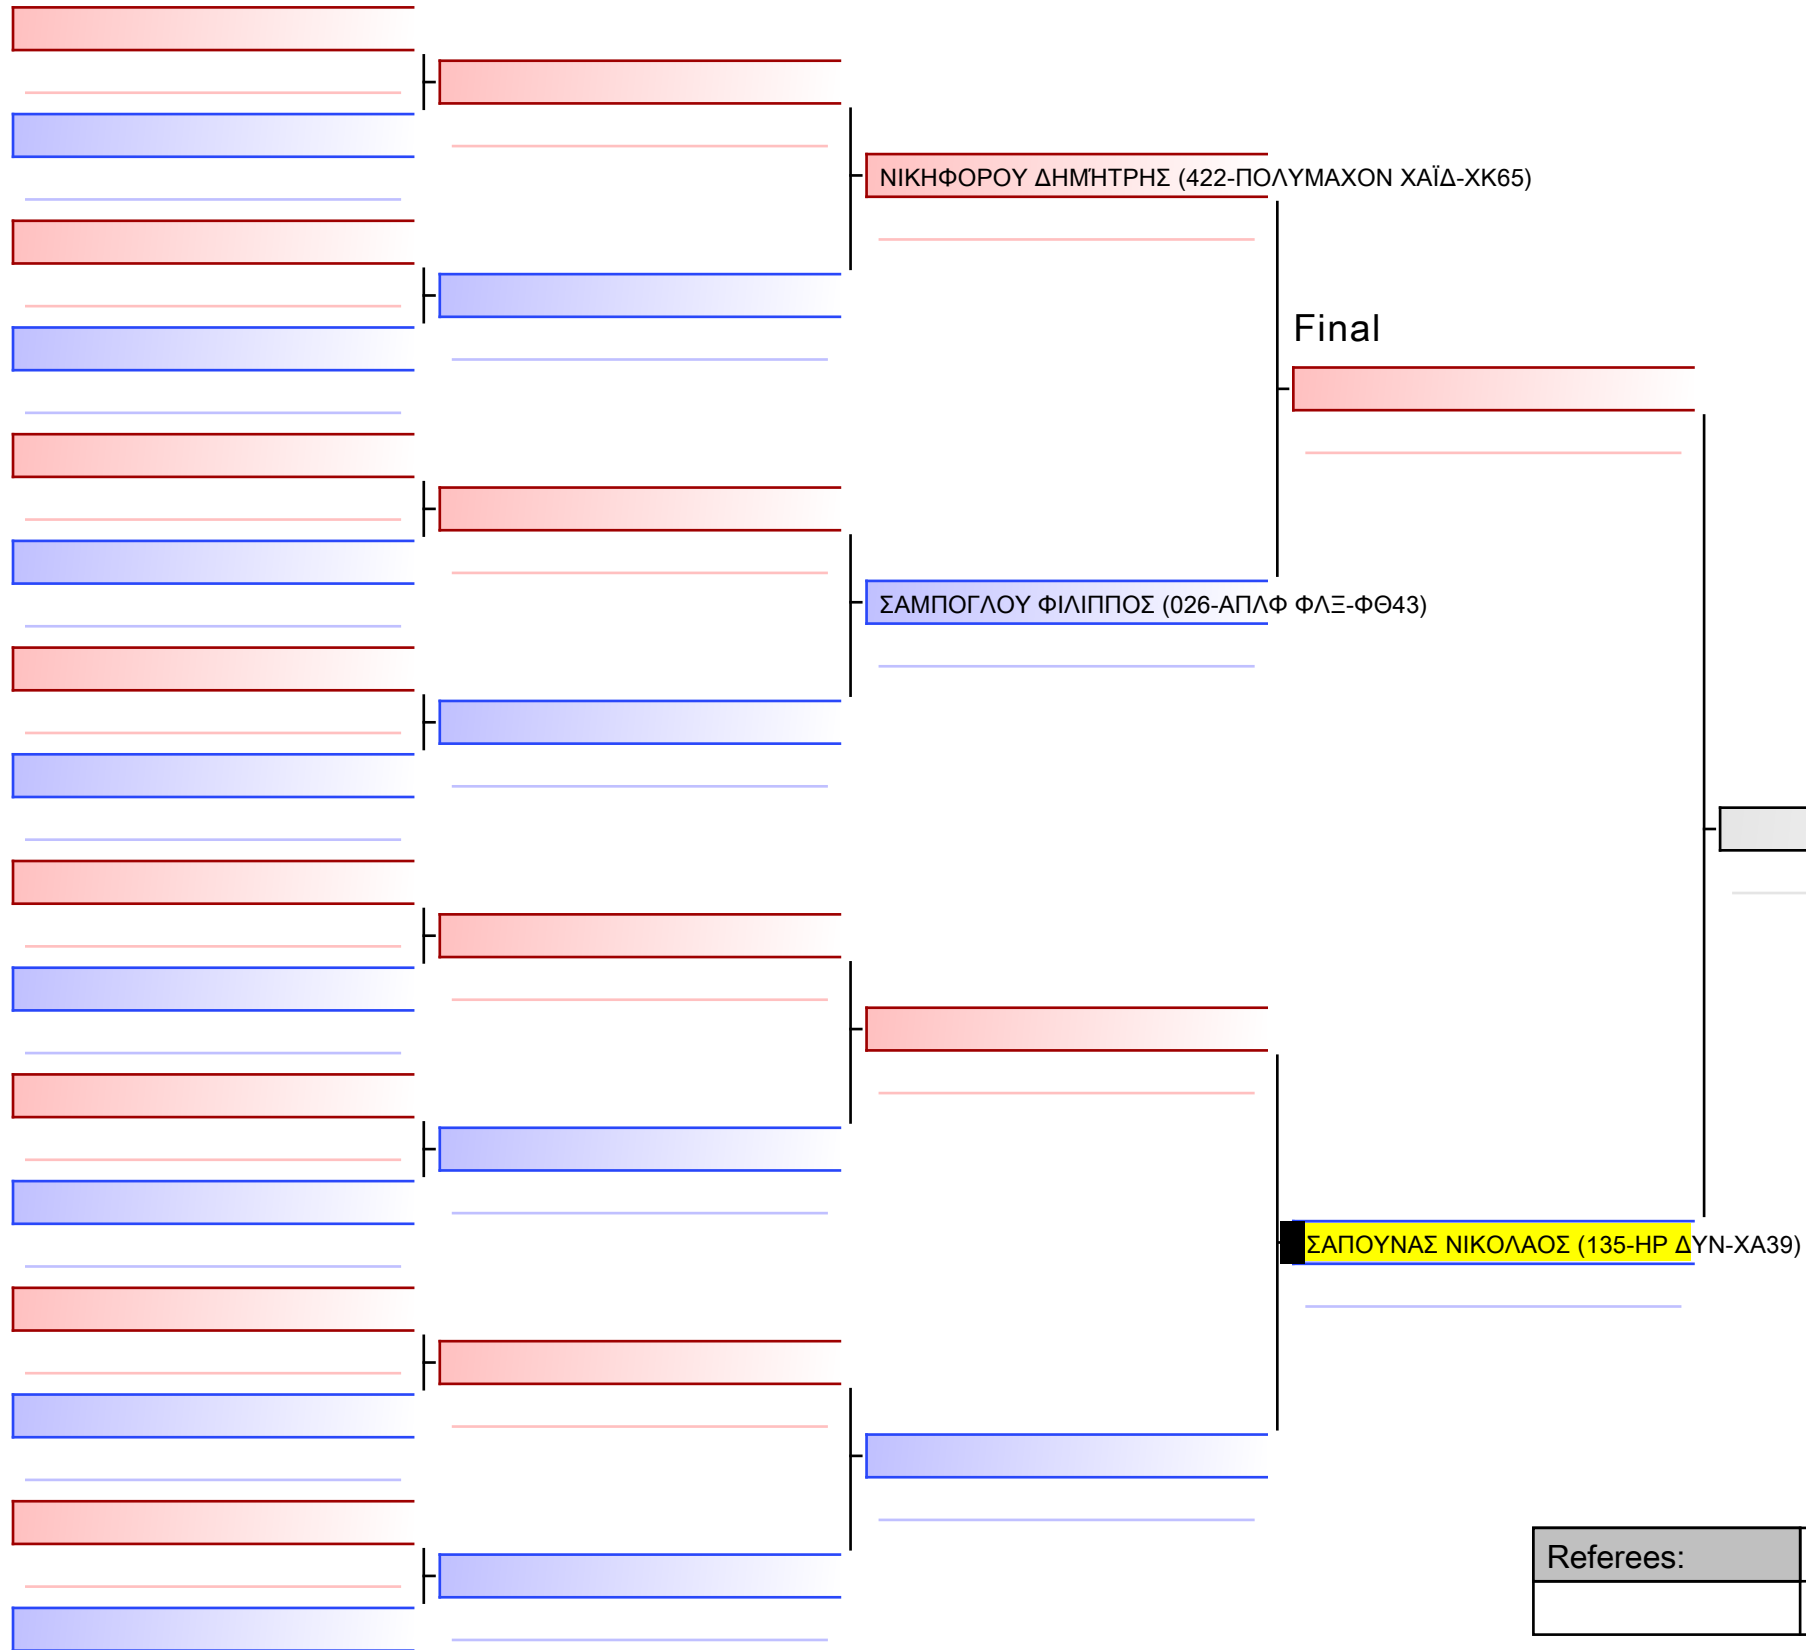 ΝΙΚΗΦΟΡΟΥ ΔΗΜΉΤΡΗΣ (422-ΠΟΛΥΜΑΧΟΝ ΧΑΪΔ-ΧΚ65)
Final
ΣΑΜΠΟΓΛΟΥ ΦΙΛΙΠΠΟΣ (026-ΑΠΛΦ ΦΛΞ-ΦΘ43)
ΣΑΠΟΥΝΑΣ ΝΙΚΟΛΑΟΣ (135-ΗΡ ΔΥΝ-ΧΑ39)
Referees: